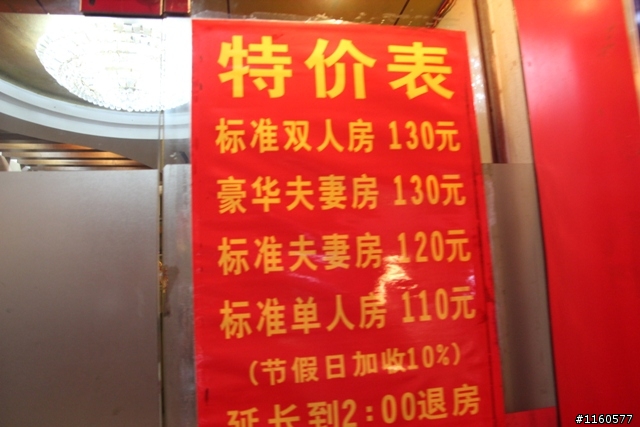 特价表
标准双人房 130元
豪华夫妻房 130元
标准夫妻房 120元
标准单人房 110元
(节假日加收10%)
延长到2:00退房
#1160577